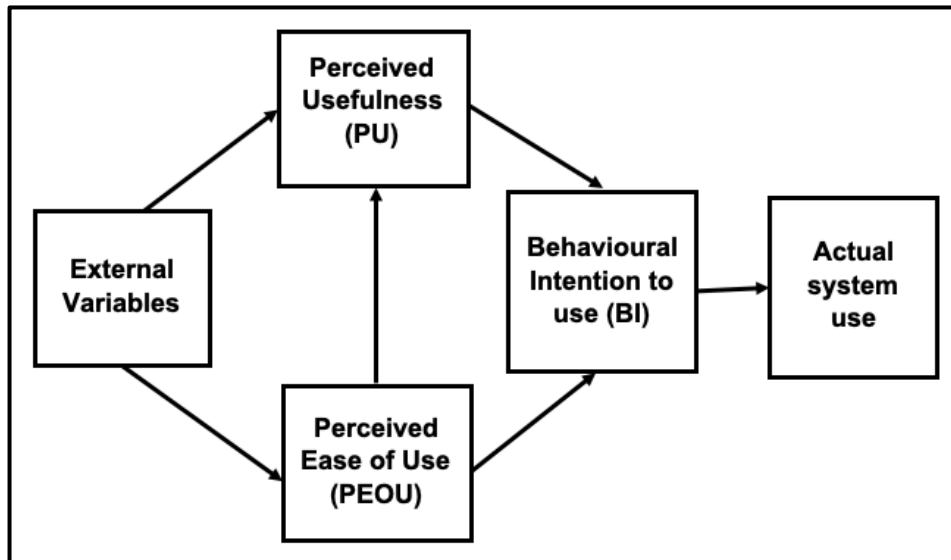 Perceived
Usefulness
(PU)
External
Variables
Perceived
Ease of Use
(PEOU)
Behavioural
Intention to
use (BI)
Actual
system
use